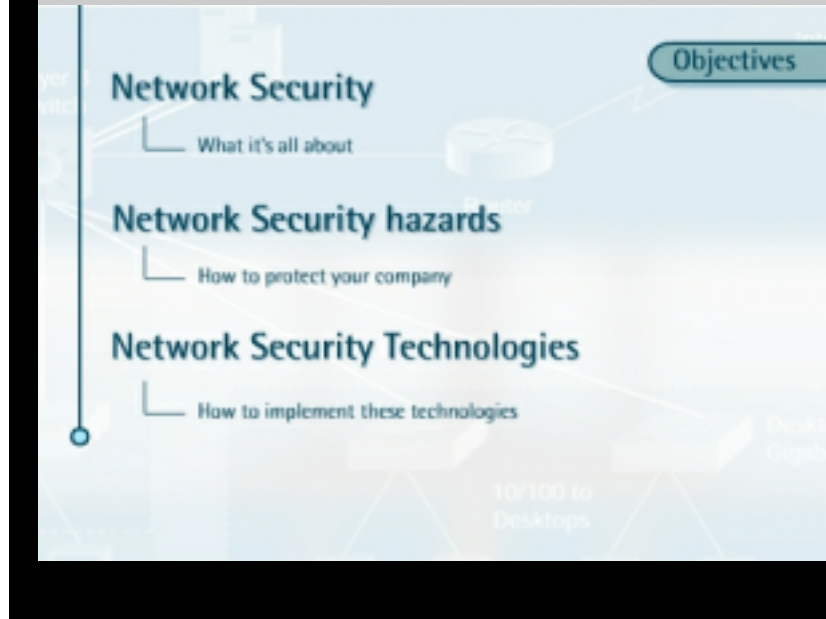 Objectives
Network Security
What it's all about
Network Security hazards
How to protect your company
Network Security Technologies
How to implement these technologies
Router
10/100 to
Desktops